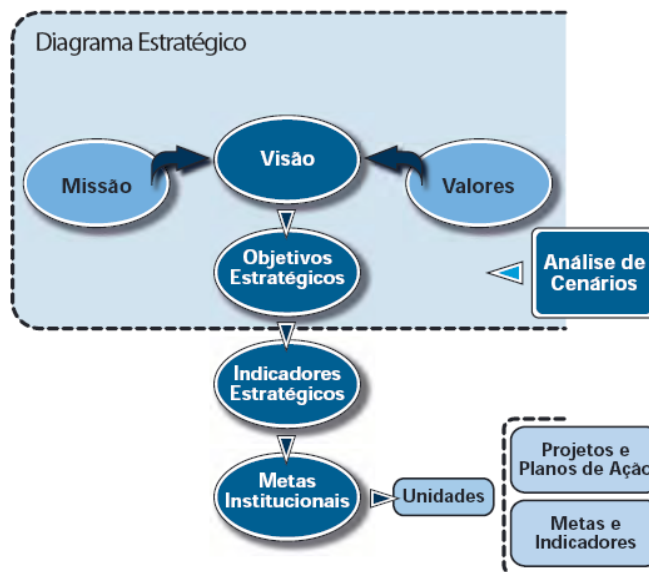 Diagrama Estratégico
Visão
Missão
Valores
Objetivos
Estratégicos
Análise de
Cenários
Indicadores
Estratégicos
Metas
Institucionais
Unidades
Projetos e
Planos de Ação
Metas e
Indicadores